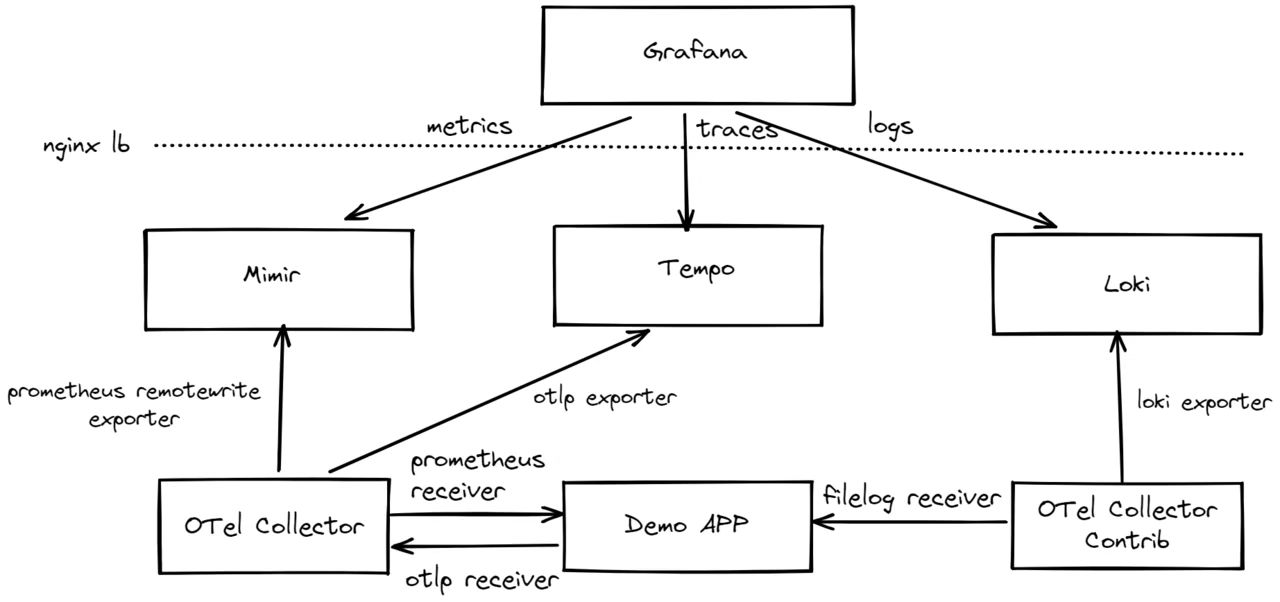 Grafana
metrics
traces
logs
nginx lb
Mimir
Tempo
Loki
prometheus remotewrite
exporter
otlp exporter
loki exporter
prometheus
receiver
OTel Collector
Demo APP
filelog receiver
OTel Collector
Contrib
otlp receiver